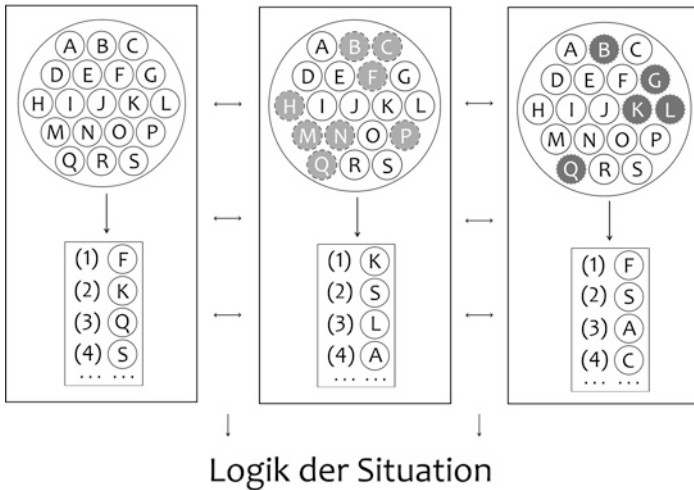 A B C
D E F G
H I J K L
M N O P
Q R S
(1) F
(2) K
(3) Q
(4) S
... ...
A B C
D E F G
H I J K L
M N O P
Q R S
(1) K
(2) S
(3) L
(4) A
... ...
A B C
D E F G
H I J K L
M N O P
Q R S
(1) F
(2) S
(3) A
(4) C
... ...
Logik der Situation